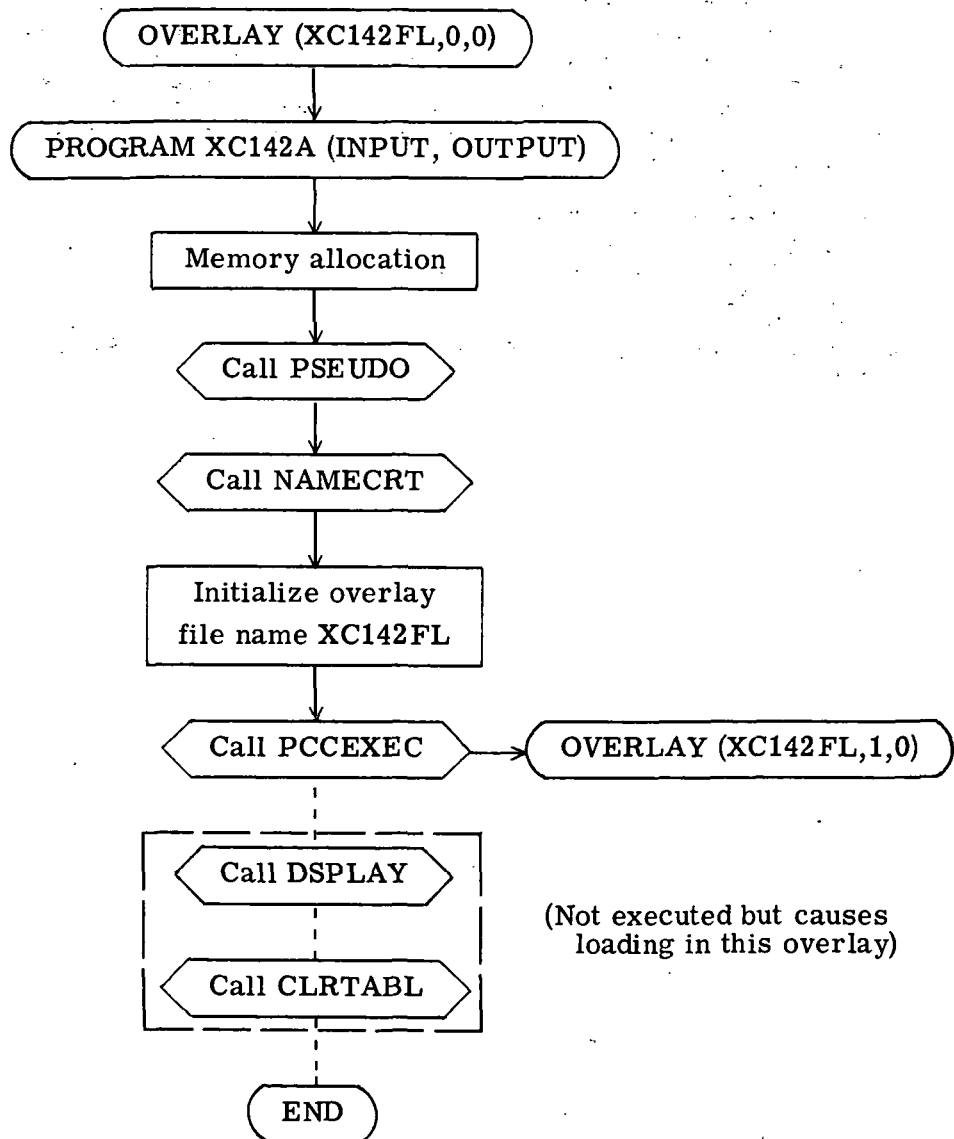 OVERLAY (XC142FL,0,0)
PROGRAM XC142A (INPUT, OUTPUT)
Memory allocation
Call PSEUDO
Call NAMECRT
Initialize overlay
file name XC142FL
Call PCCEXEC
OVERLAY (XC142FL,1,0)
Call DSPLAY
(Not executed but causes
loading in this overlay)
Call CLRTABL
END